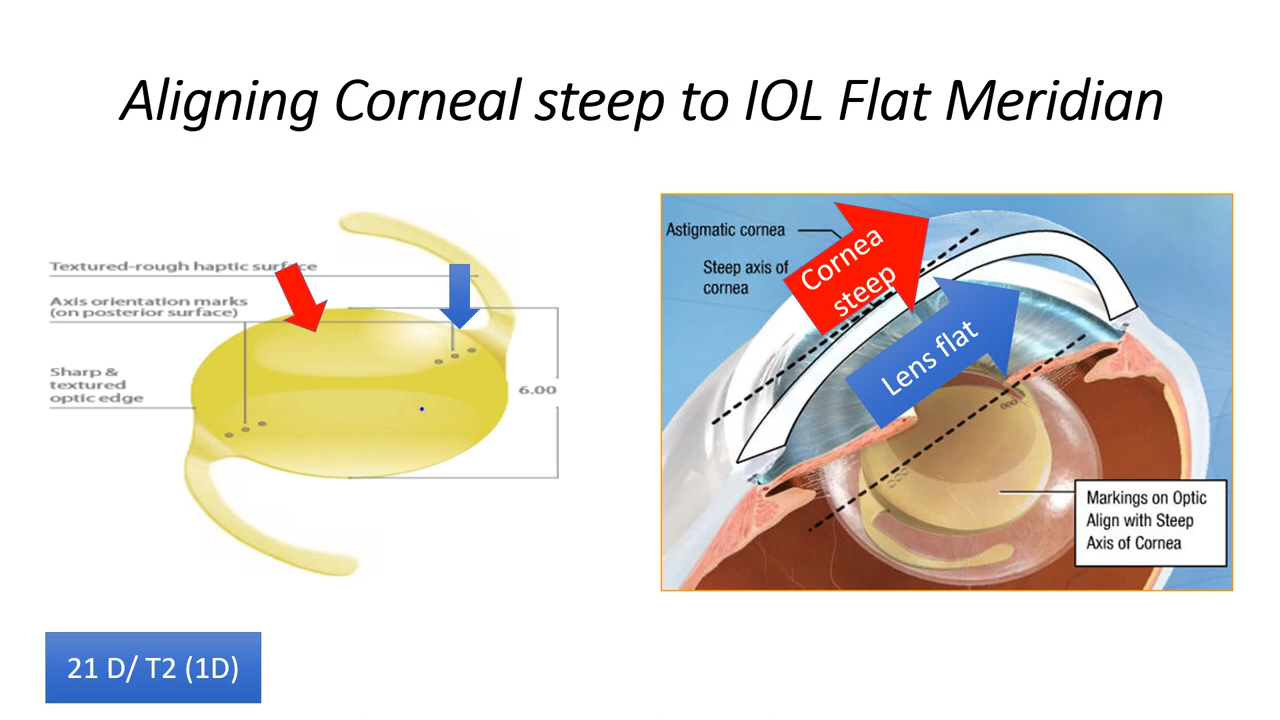 Aligning Corneal steep to IOL Flat Meridian
Textured-rough haptic surface
Axis orientation marks
(on posterior surface)
Sharp &
textured
optic edge
6.00
Astigmatic cornea
Steep axis of
cornea
Cornea
steep
Lens flat
Markings on Optic
Align with Steep
Axis of Cornea
21 D/ T2 (1D)